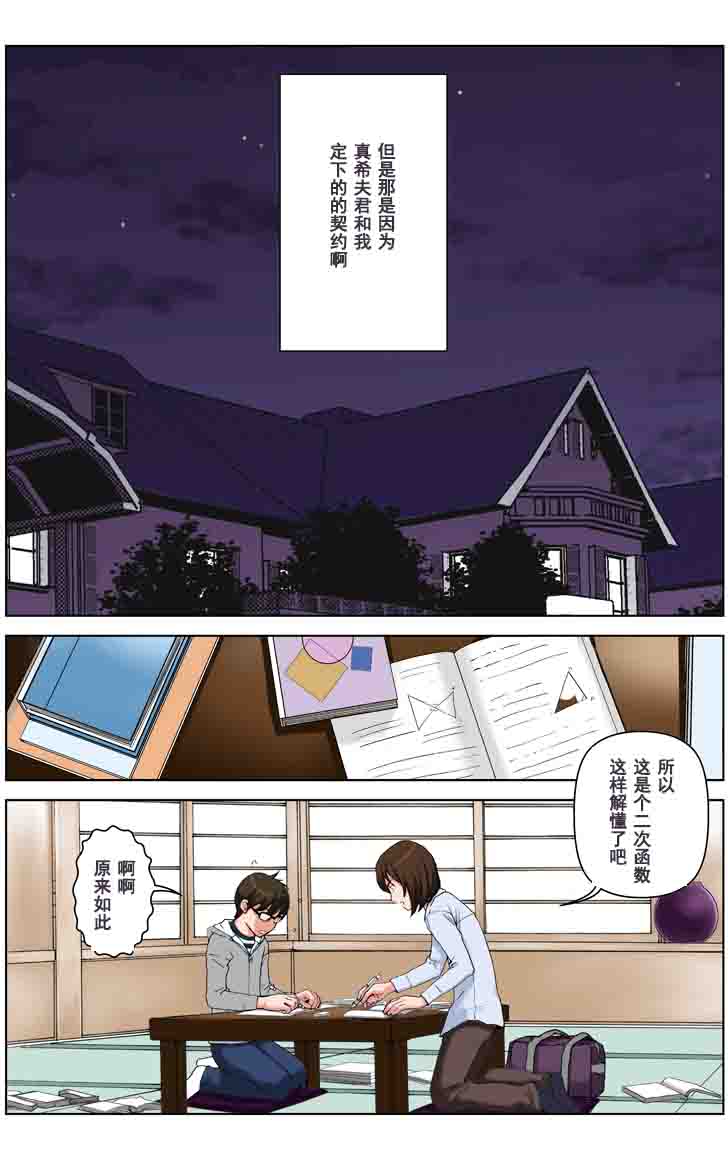 但是那是因为
真希夫君和我
定下的的契约啊
所以
这是个二次函数
这样解懂了吧
啊啊
原来如此